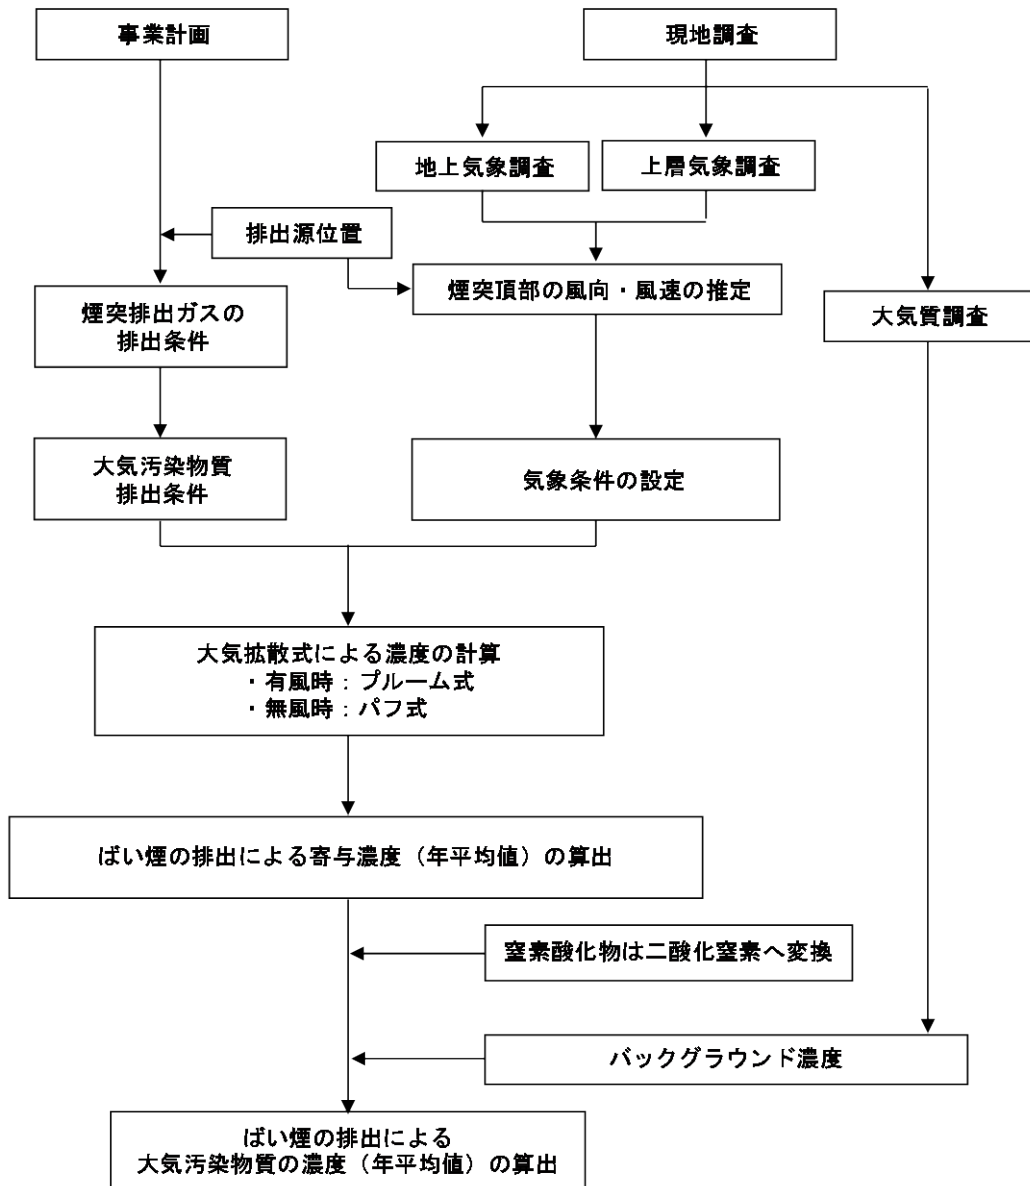 事業計画
現地調査
地上気象調査
上層気象調査
排出源位置
煙突頂部の風向・風速の推定
煙突排出ガスの
排出条件
大気質調査
大気汚染物質
排出条件
気象条件の設定
大気拡散式による濃度の計算
・有風時：プルーム式
・無風時：パフ式
ばい煙の排出による寄与濃度（年平均値）の算出
窒素酸化物は二酸化窒素へ変換
バックグラウンド濃度
ばい煙の排出による
大気汚染物質の濃度（年平均値）の算出